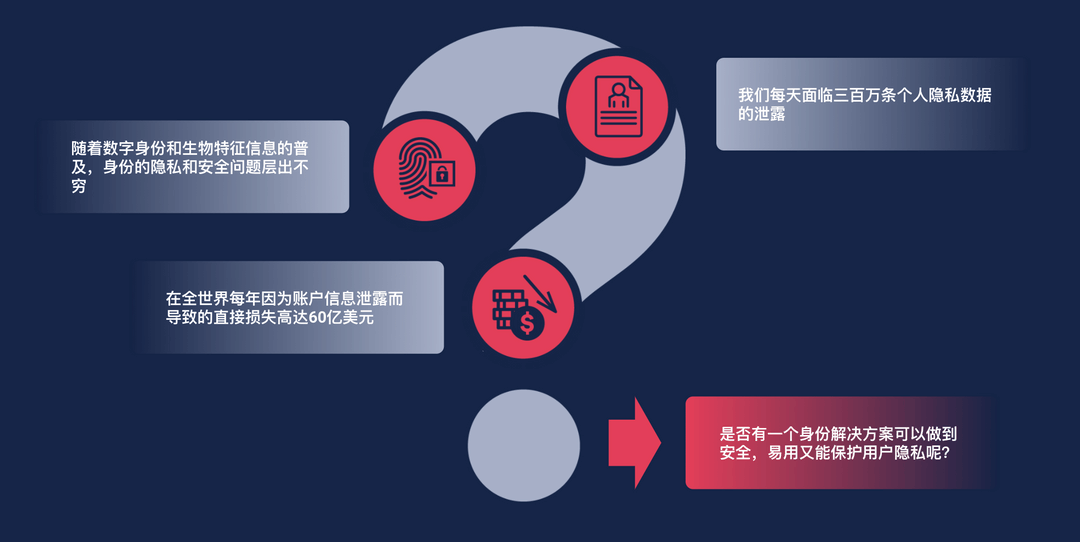 我们每天面临三百万条个人隐私数据
的泄露
随着数字身份和生物特征信息的普
及，身份的隐私和安全问题层出不
穷
在全世界每年因为账户信息泄露而
导致的直接损失高达60亿美元
$
是否有一个身份解决方案可以做到
安全，易用又能保护用户隐私呢?